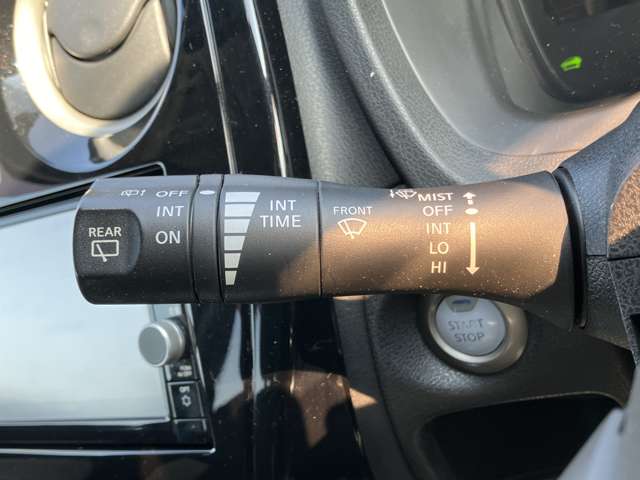 OFF
INT
ON
REAR
INT
TIME
FRONT
MIST
OFF
INT
LO
HI
START
STOP